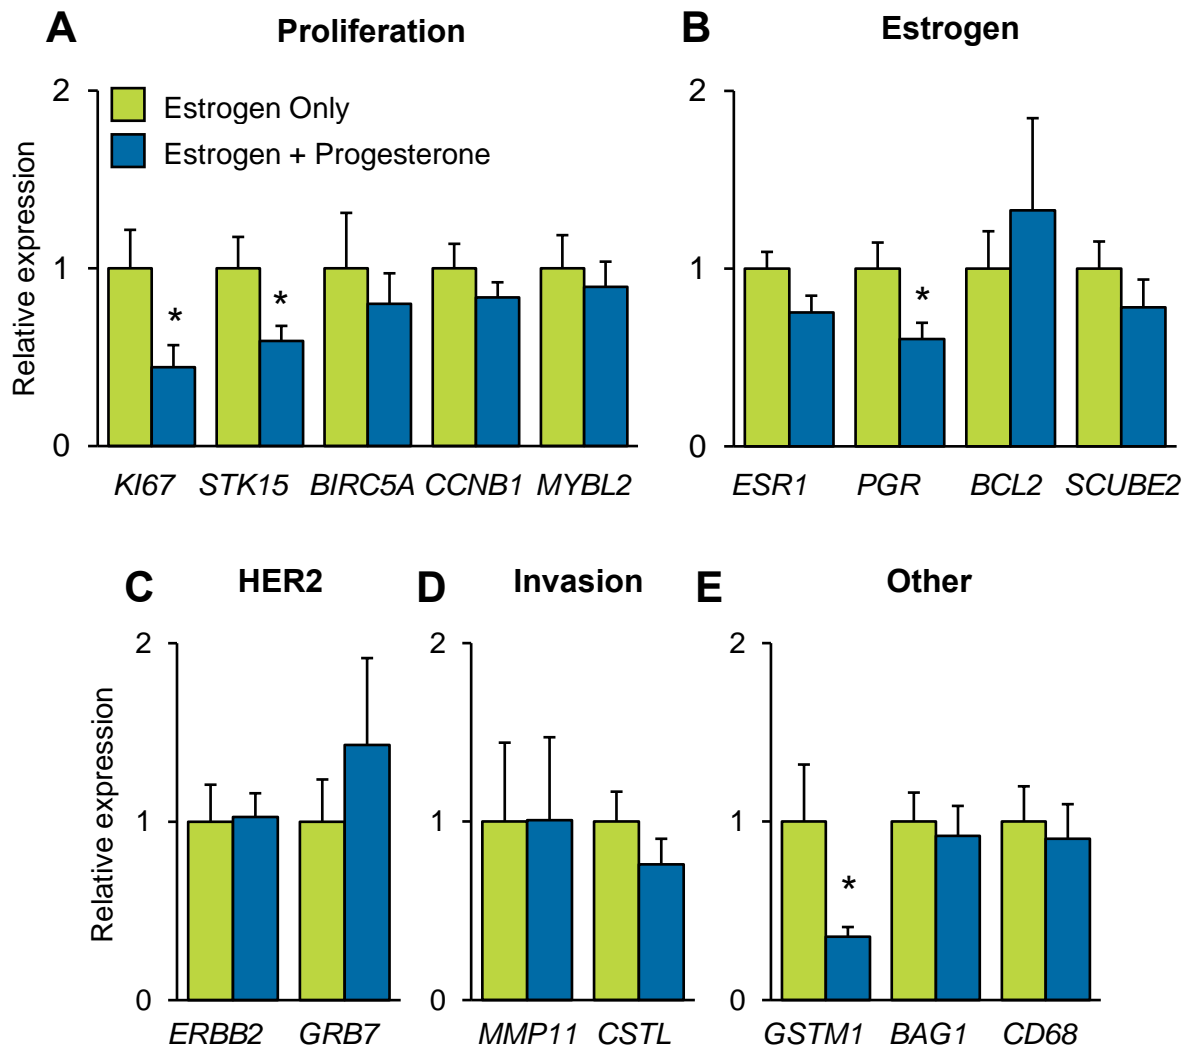 A Proliferation
2
Estrogen Only
Estrogen + Progesterone
*
*
1
0
Relative expression
KI67 STK15 BIRC5A CCNB1 MYBL2
B Estrogen
2
1
*
0
ESR1 PGR BCL2 SCUBE2
C HER2
2
1
0
Relative expression
ERBB2 GRB7
D Invasion
2
1
0
MMP11 CSTL
E Other
2
1
*
0
GSTM1 BAG1 CD68